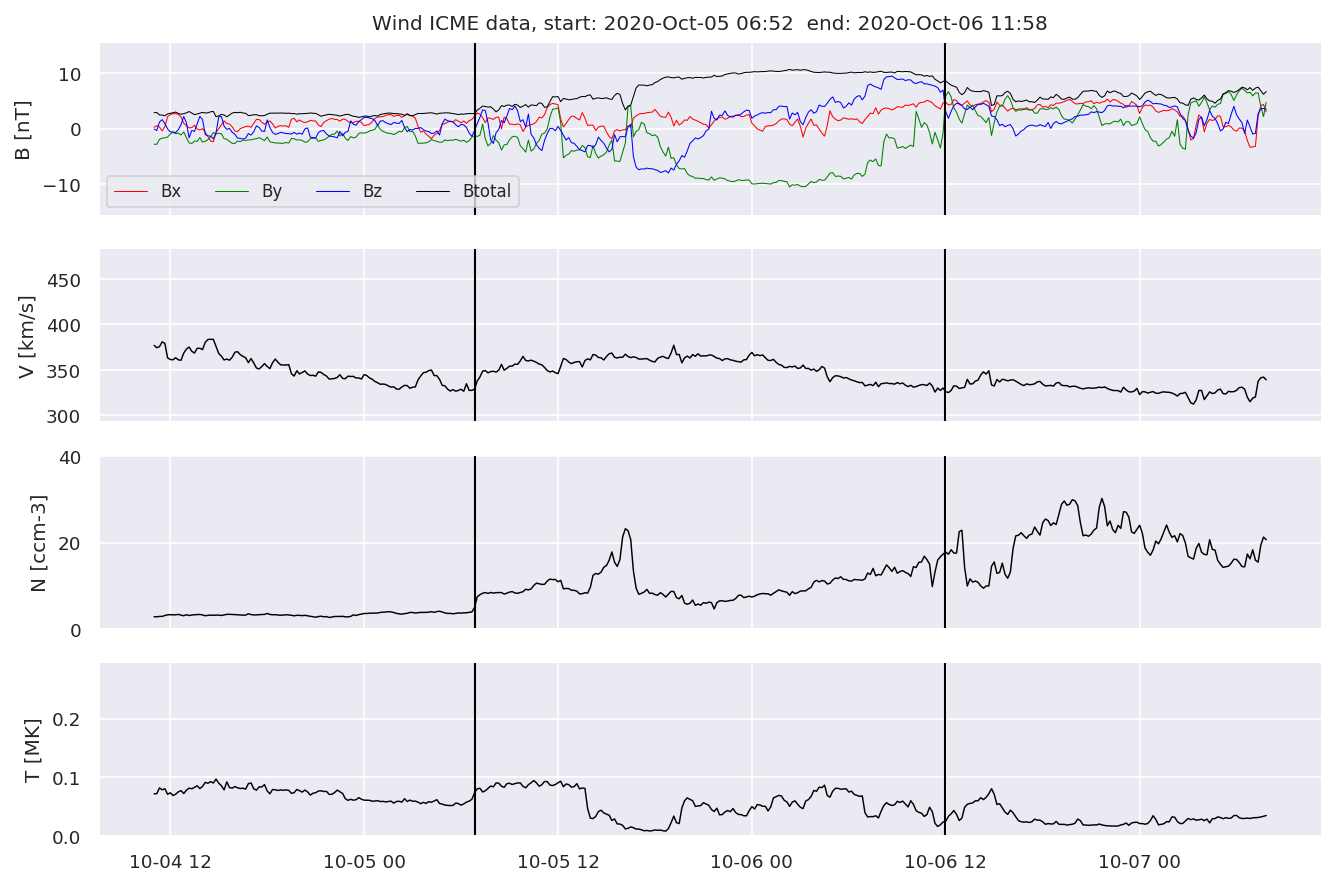 Wind ICME data, start: 2020-Oct-05 06:52  end: 2020-Oct-06 11:58
B [nT]
10
0
−10
Bx By Bz Btotal
V [km/s]
450
400
350
300
N [ccm-3]
40
20
0
T [MK]
0.2
0.1
0.0
10-04 12 10-05 00 10-05 12 10-06 00 10-06 12 10-07 00